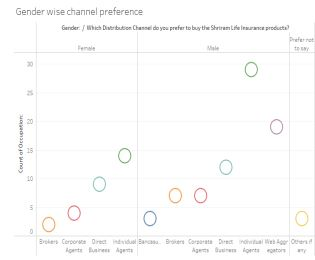 Gender wise channel preference
Gender: / Which Distribution Channel do you prefer to buy the Shriram Life Insurance products?
Female
Male
Prefer not
to say
Count of Occupation:
30
25
20
15
10
5
0
Brokers
Corporate
Agents
Direct
Business
Individual
Agents
Bancasu..
Brokers
Corporate
Agents
Direct
Business
Individual
Agents
Web Aggr
egators
Others if
any